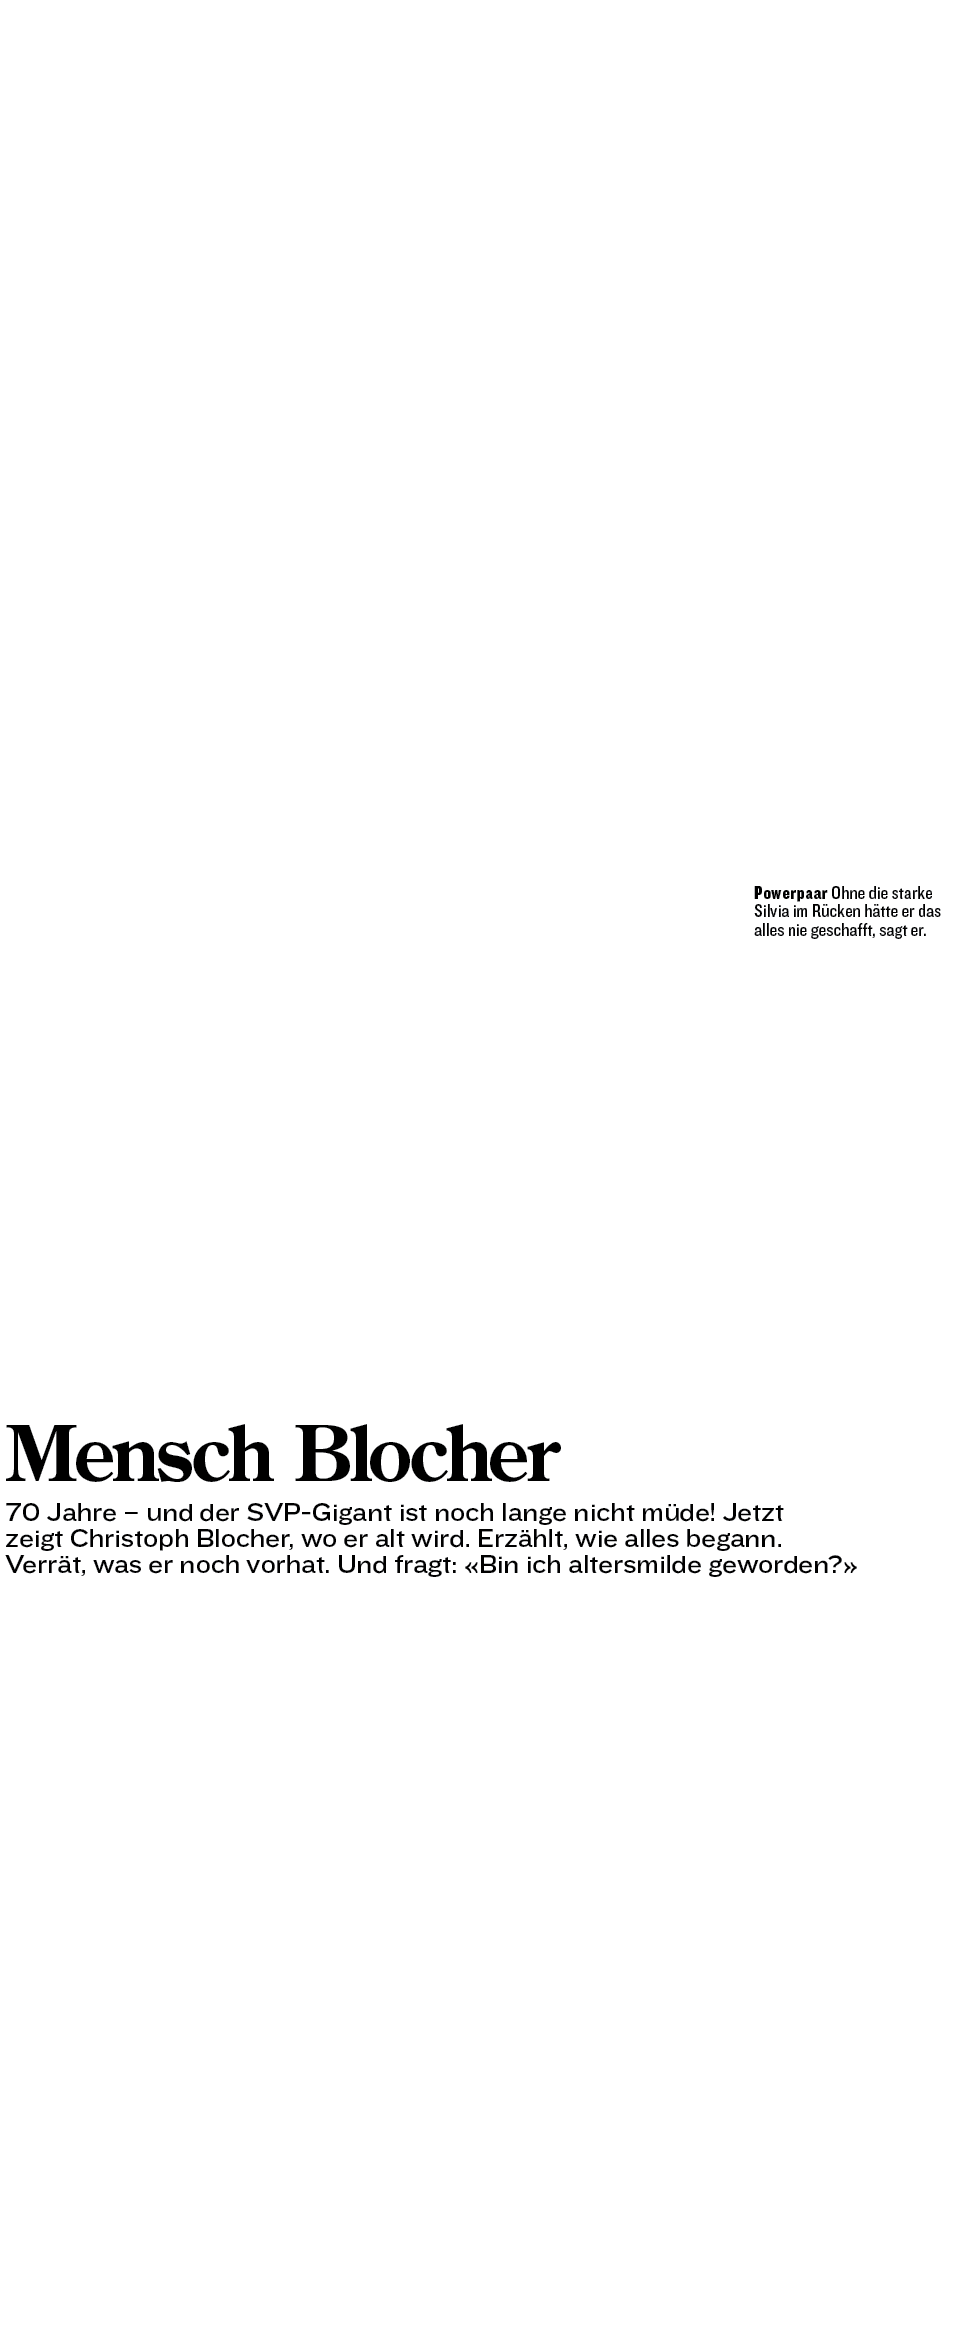 Powerpaar Ohne die starke
Silvia im Rücken hätte er das
alles nie geschafft, sagt er.
Mensch Blocher
70 Jahre – und der SVP-Gigant ist noch lange nicht müde! Jetzt
zeigt Christoph Blocher, wo er alt wird. Erzählt, wie alles begann.
Verrät, was er noch vorhat. Und fragt: «Bin ich altersmilde geworden?»